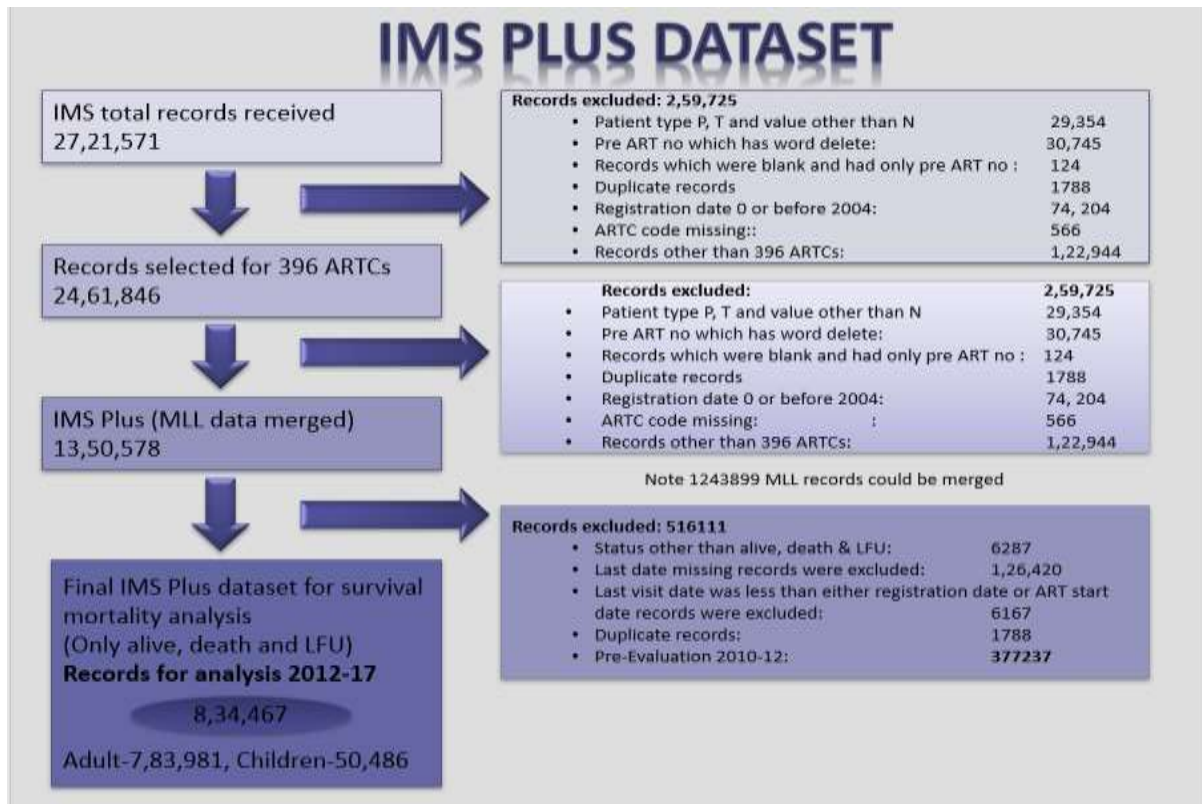 IMS PLUS DATASET
IMS total records received
27,21,571
Records excluded: 2,59,725
• Patient type P, T and value other than N 29,354
• Pre ART no which has word delete: 30,745
• Records which were blank and had only pre ART no : 124
• Duplicate records 1788
• Registration date 0 or before 2004: 74, 204
• ARTC code missing:: 566
• Records other than 396 ARTCs: 1,22,944
Records selected for 396 ARTCs
24,61,846
Records excluded: 2,59,725
• Patient type P, T and value other than N 29,354
• Pre ART no which has word delete: 30,745
• Records which were blank and had only pre ART no : 124
• Duplicate records 1788
• Registration date 0 or before 2004: 74, 204
• ARTC code missing: : 566
• Records other than 396 ARTCs: 1,22,944
IMS Plus (MLL data merged)
13,50,578
Note 1243899 MLL records could be merged
Records excluded: 516111
• Status other than alive, death & LFU: 6287
• Last date missing records were excluded: 1,26,420
• Last visit date was less than either registration date or ART start
date records were excluded: 6167
• Duplicate records: 1788
• Pre-Evaluation 2010-12: 377237
Final IMS Plus dataset for survival
mortality analysis
(Only alive, death and LFU)
Records for analysis 2012-17
8,34,467
Adult-7,83,981, Children-50,486